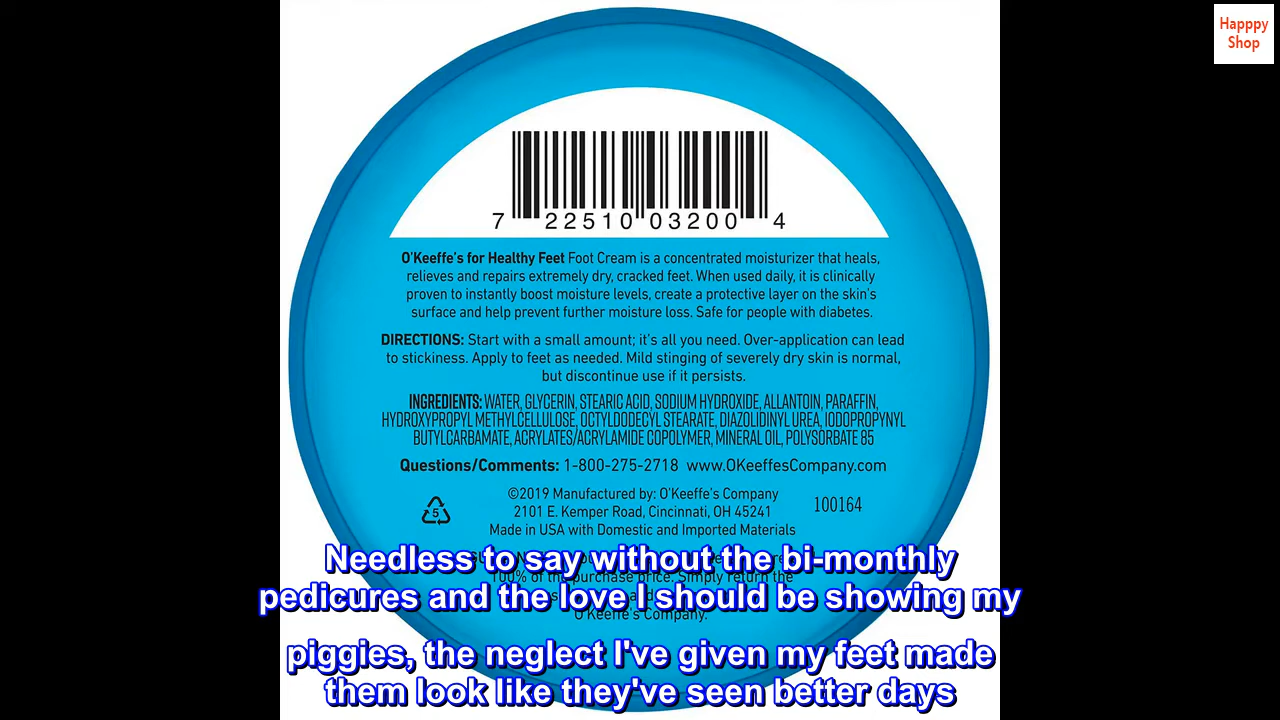 Happpy
Shop
7 22510 03200 4
O'Keeffe's for Healthy Feet Foot Cream is a concentrated moisturizer that heals,
relieves and repairs extremely dry, cracked feet. When used daily, it is clinically
proven to instantly boost moisture levels, create a protective layer on the skin's
surface and help prevent further moisture loss. Safe for people with diabetes.
DIRECTIONS: Start with a small amount; it's all you need. Over-application can lead
to stickiness. Apply to feet as needed. Mild stinging of severely dry skin is normal,
but discontinue use if it persists.
INGREDIENTS: WATER, GLYCERIN, STEARIC ACID, SODIUM HYDROXIDE, ALLANTOIN, PARAFFIN,
HYDROXYPROPYL METHYLCELLULOSE, OCTYLDODECYL STEARATE, DIAZOLIDINYL UREA, IODOPROPYNYL
BUTYLCARBAMATE, ACRYLATES/ACRYLAMIDE COPOLYMER, MINERAL OIL, POLYSORBATE 85
Questions/Comments: 1-800-275-2718 www.OKeeffesCompany.com
©2019 Manufactured by: O'Keeffe's Company
2101 E. Kemper Road, Cincinnati, OH 45241
Made in USA with Domestic and Imported Materials
5
100164
100% of the purchase price. Simply return the
O'Keeffe's Company.
Needless to say without the bi-monthly
pedicures and the love I should be showing my
piggies, the neglect I've given my feet made
them look like they've seen better days